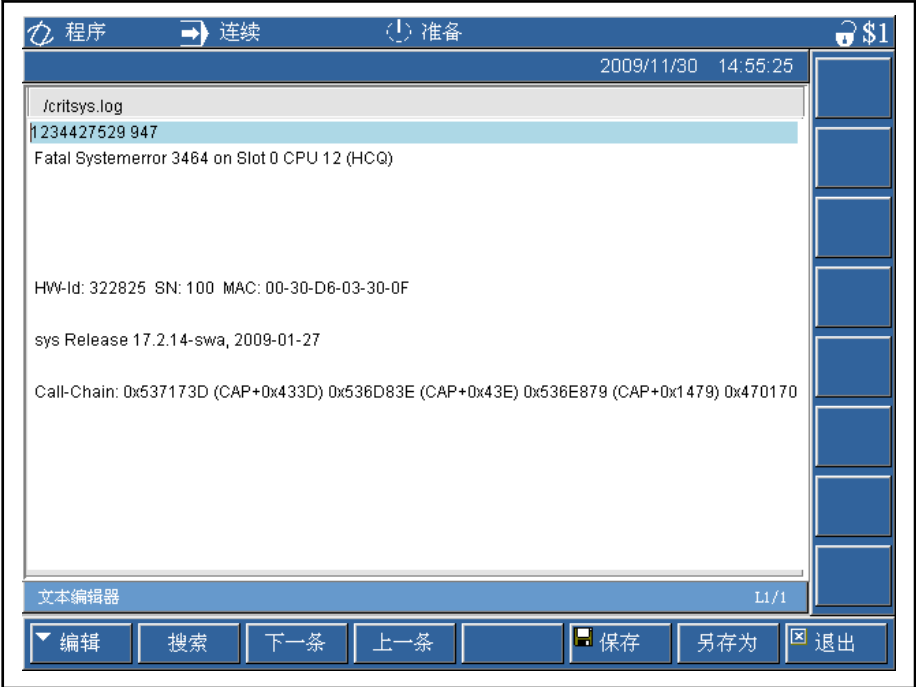 程序 连续 准备 $1
2009/11/30 14:55:25
/critsys.log
1234427529 947
Fatal Systemerror 3464 on Slot 0 CPU 12 (HCQ)
HW-Id: 322825 SN: 100 MAC: 00-30-D6-03-30-0F
sys Release 17.2.14-swa, 2009-01-27
Call-Chain: 0x537173D (CAP+0x433D) 0x536D83E (CAP+0x43E) 0x536E879 (CAP+0x1479) 0x470170
文本编辑器 L1/1
编辑 搜索 下一条 上一条 保存 另存为 退出